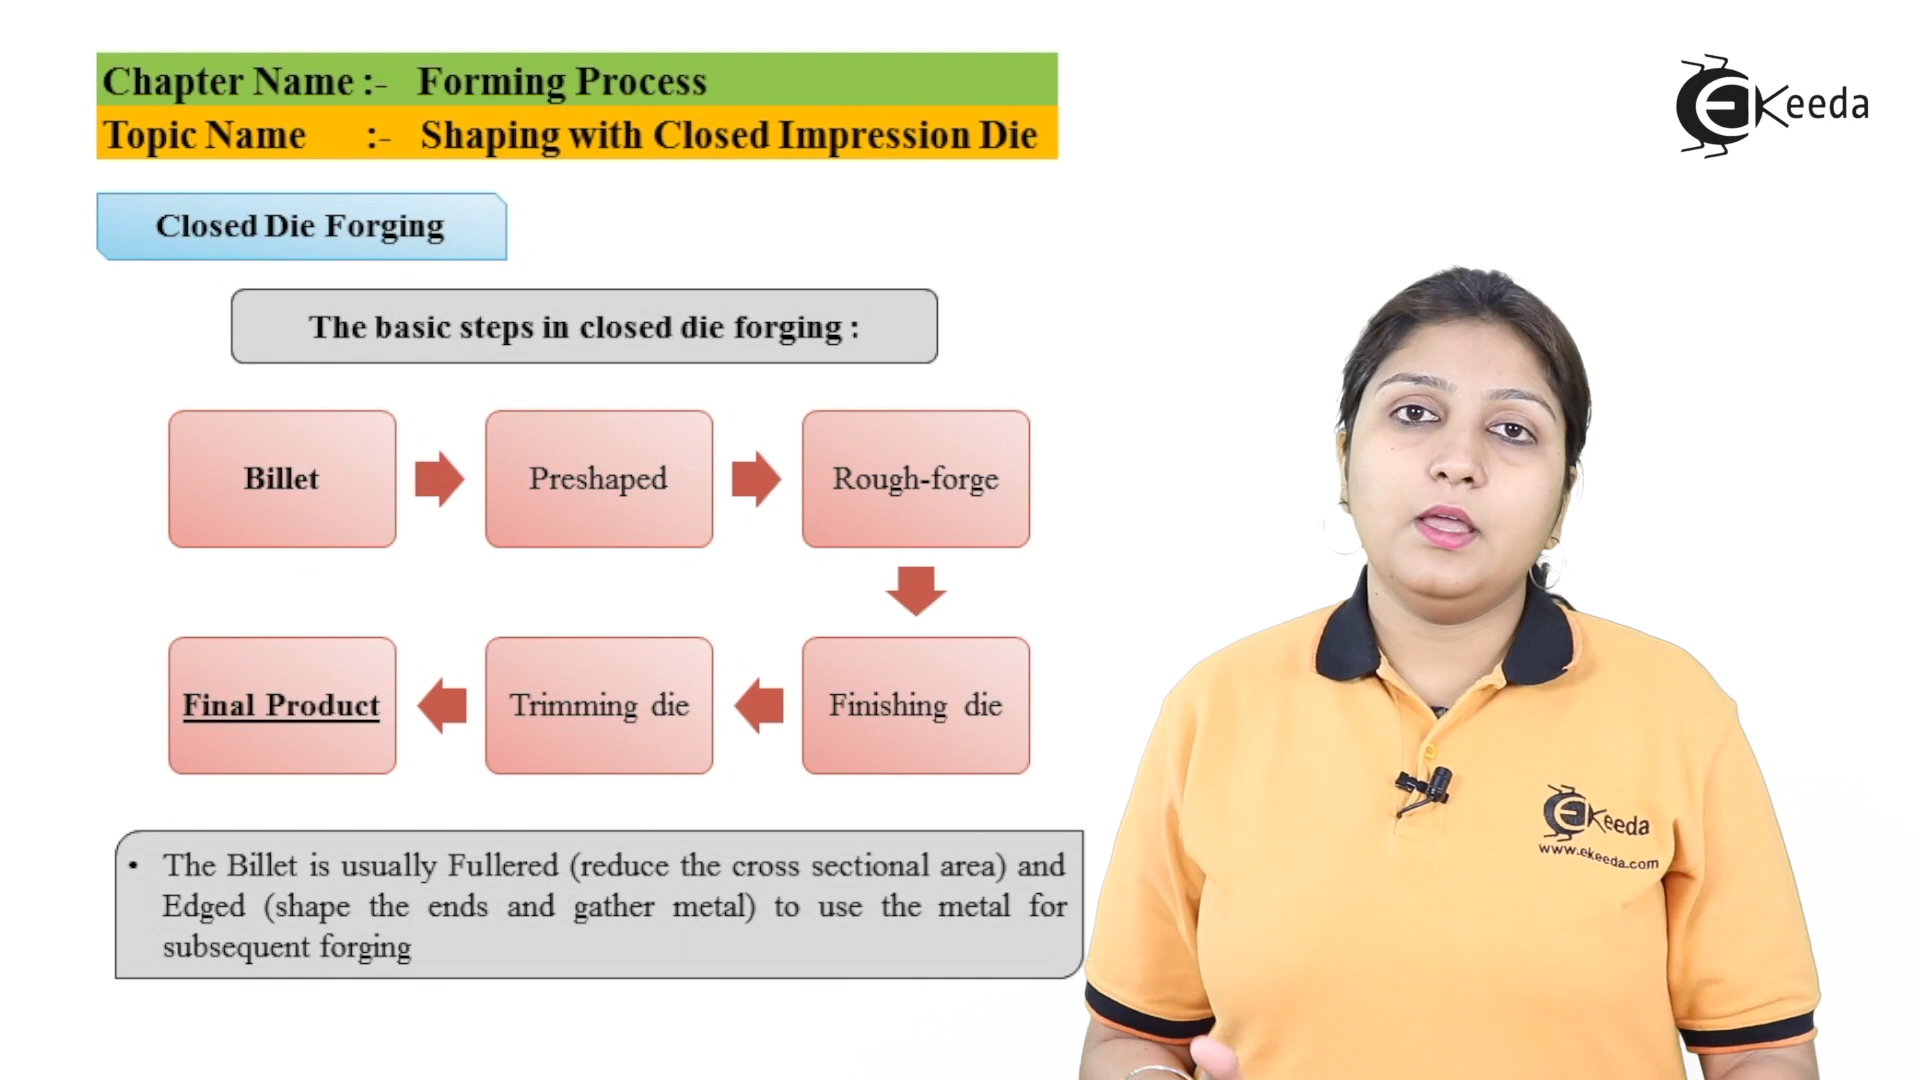 Chapter Name :- Forming Process
Topic Name :- Shaping with Closed Impression Die
EKeeda
Closed Die Forging
The basic steps in closed die forging :
Billet
Preshaped
Rough-forge
Final Product
Trimming die
Finishing die
• The Billet is usually Fullered (reduce the cross sectional area) and
Edged (shape the ends and gather metal) to use the metal for
subsequent forging
EKeeda
www.ekeeda.com